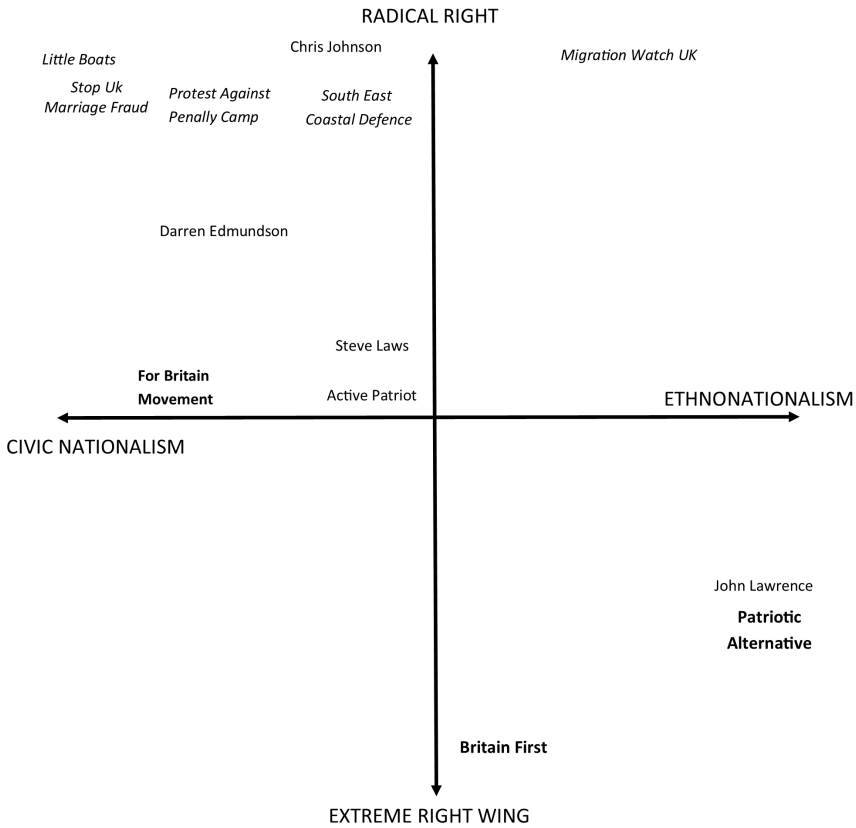 RADICAL RIGHT
Chris Johnson
Little Boats
Migration Watch UK
Stop Uk
Marriage Fraud
Protest Against
Penally Camp
South East
Coastal Defence
Darren Edmundson
Steve Laws
For Britain
Movement
Active Patriot
ETHNONATIONALISM
CIVIC NATIONALISM
John Lawrence
Patriotic
Alternative
Britain First
EXTREME RIGHT WING